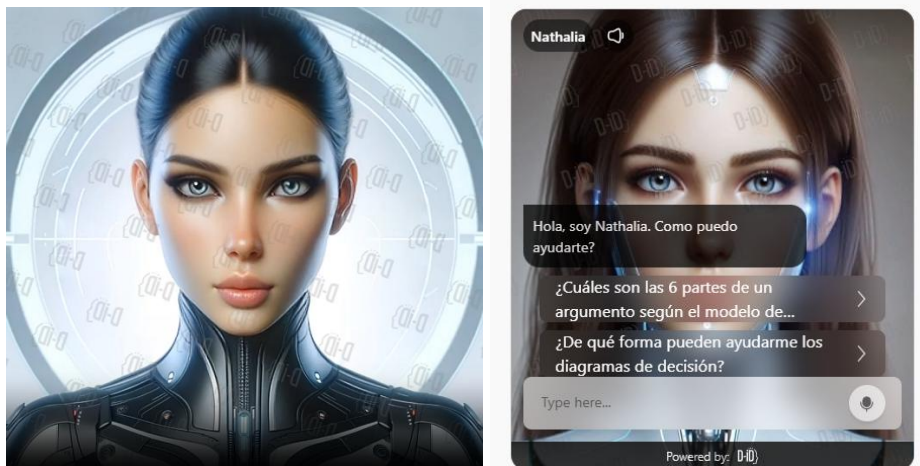 Nathalia
Hola, soy Nathalia. Como puedo
ayudarte?
¿Cuáles son las 6 partes de un
argumento según el modelo de...
¿De qué forma pueden ayudarme los
diagramas de decisión?
Type here...
Powered by: D-ID